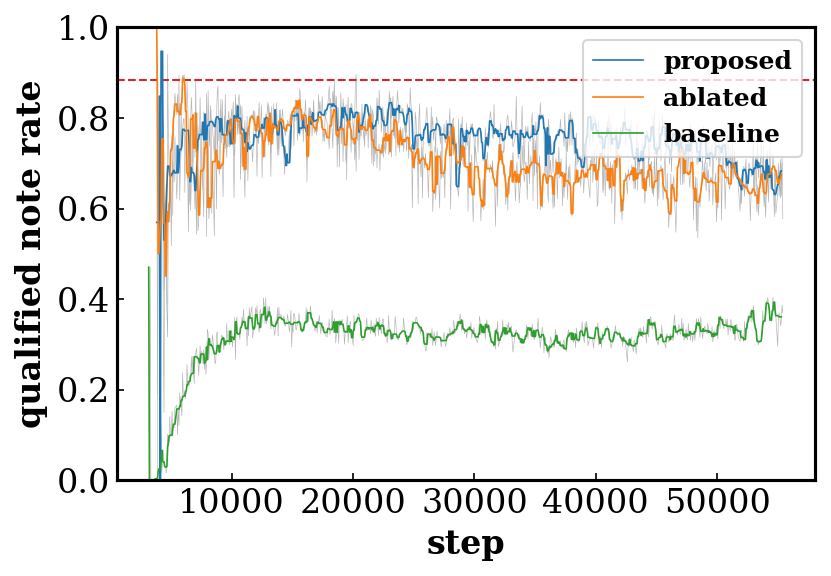 qualified note rate
1.0
0.8
0.6
0.4
0.2
0.0
proposed
ablated
baseline
10000 20000 30000 40000 50000
step